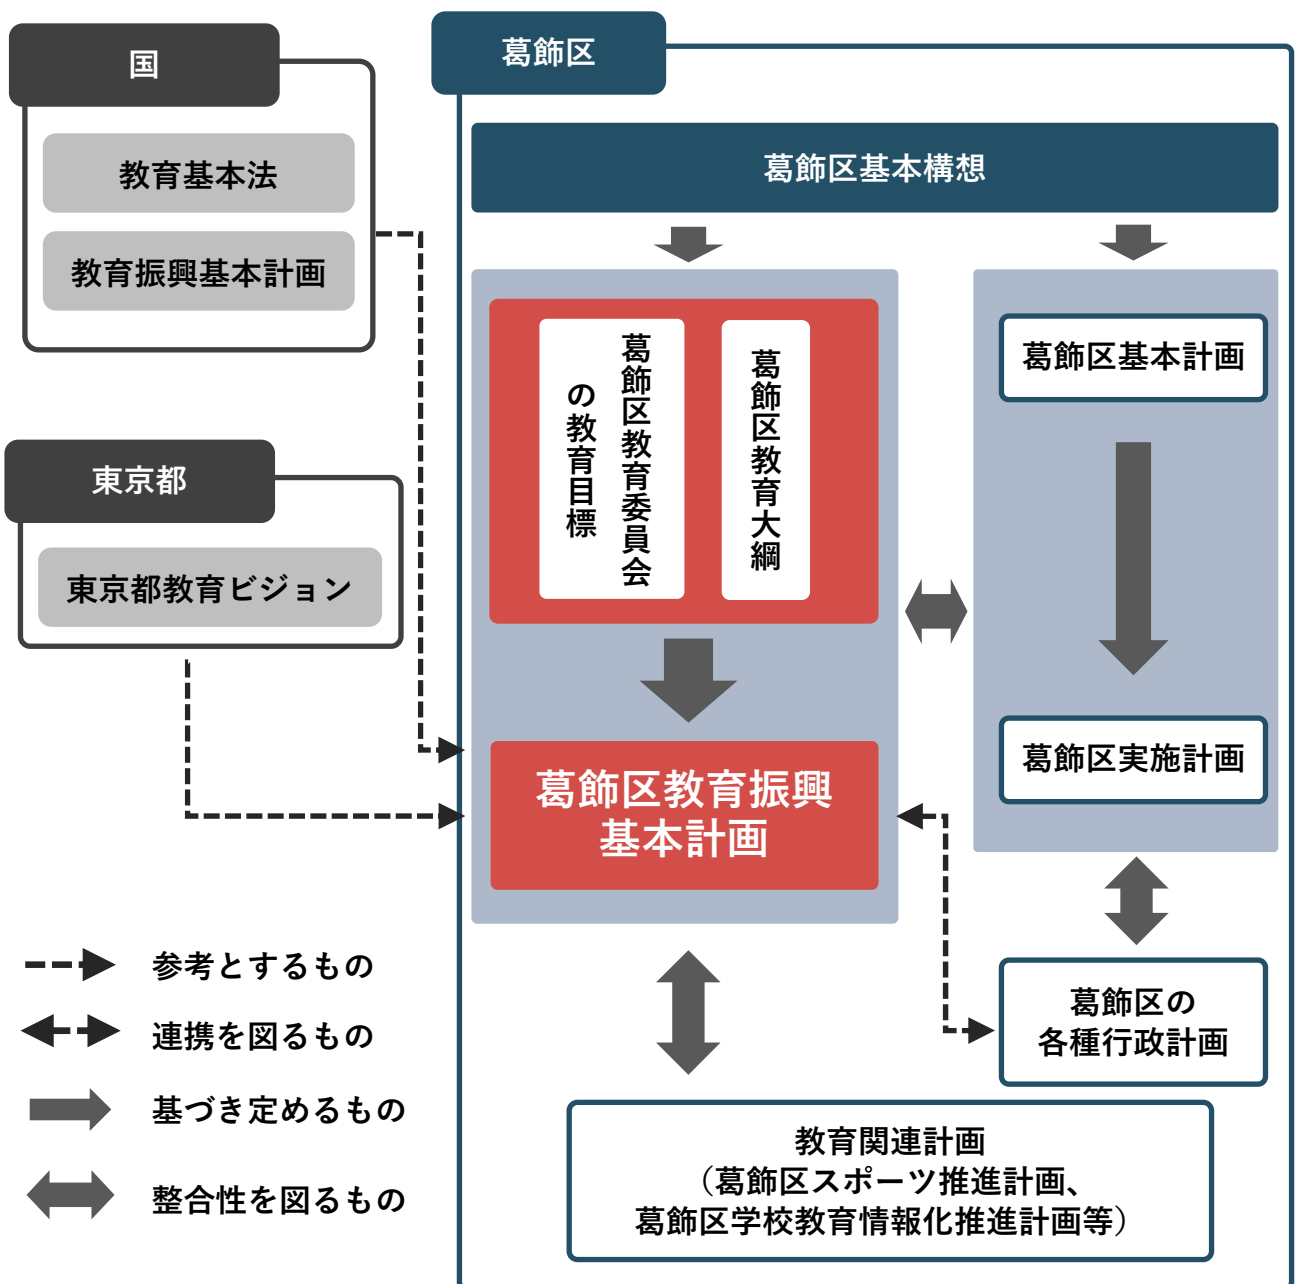 国
教育基本法
教育振興基本計画
東京都
東京都教育ビジョン
参考とするもの
連携を図るもの
基づき定めるもの
整合性を図るもの
葛飾区
葛飾区基本構想
葛飾区教育大綱
葛飾区教育委員会
の教育目標
葛飾区教育振興
基本計画
葛飾区基本計画
葛飾区実施計画
葛飾区の
各種行政計画
教育関連計画
（葛飾区スポーツ推進計画、
葛飾区学校教育情報化推進計画等）